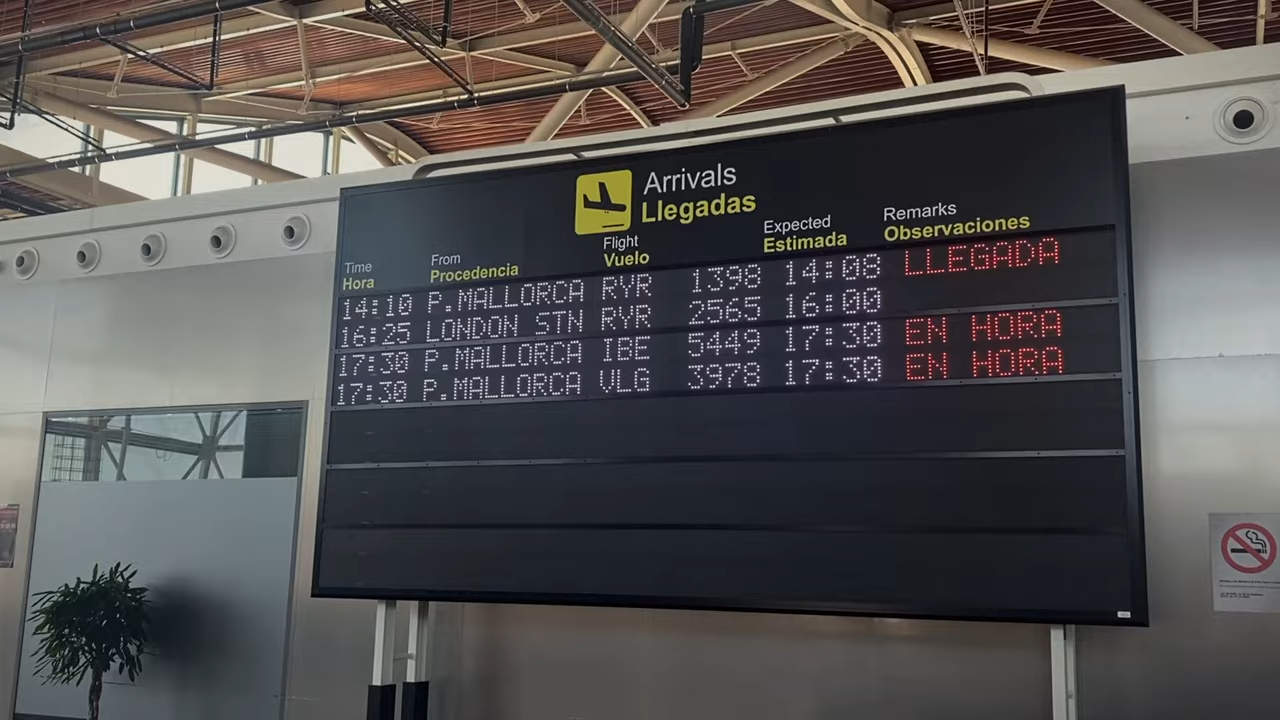 Arrivals
Llegadas
Time From Flight Expected Remarks
Hora Procedencia Vuelo Estimada Observaciones
14:10 P.MALLORCA RYR 1398 14:08 LLEGADA
16:25 LONDON STN RYR 2565 16:00
17:30 P.MALLORCA IBE 5449 17:30 EN HORA
17:30 P.MALLORCA VLG 3978 17:30 EN HORA